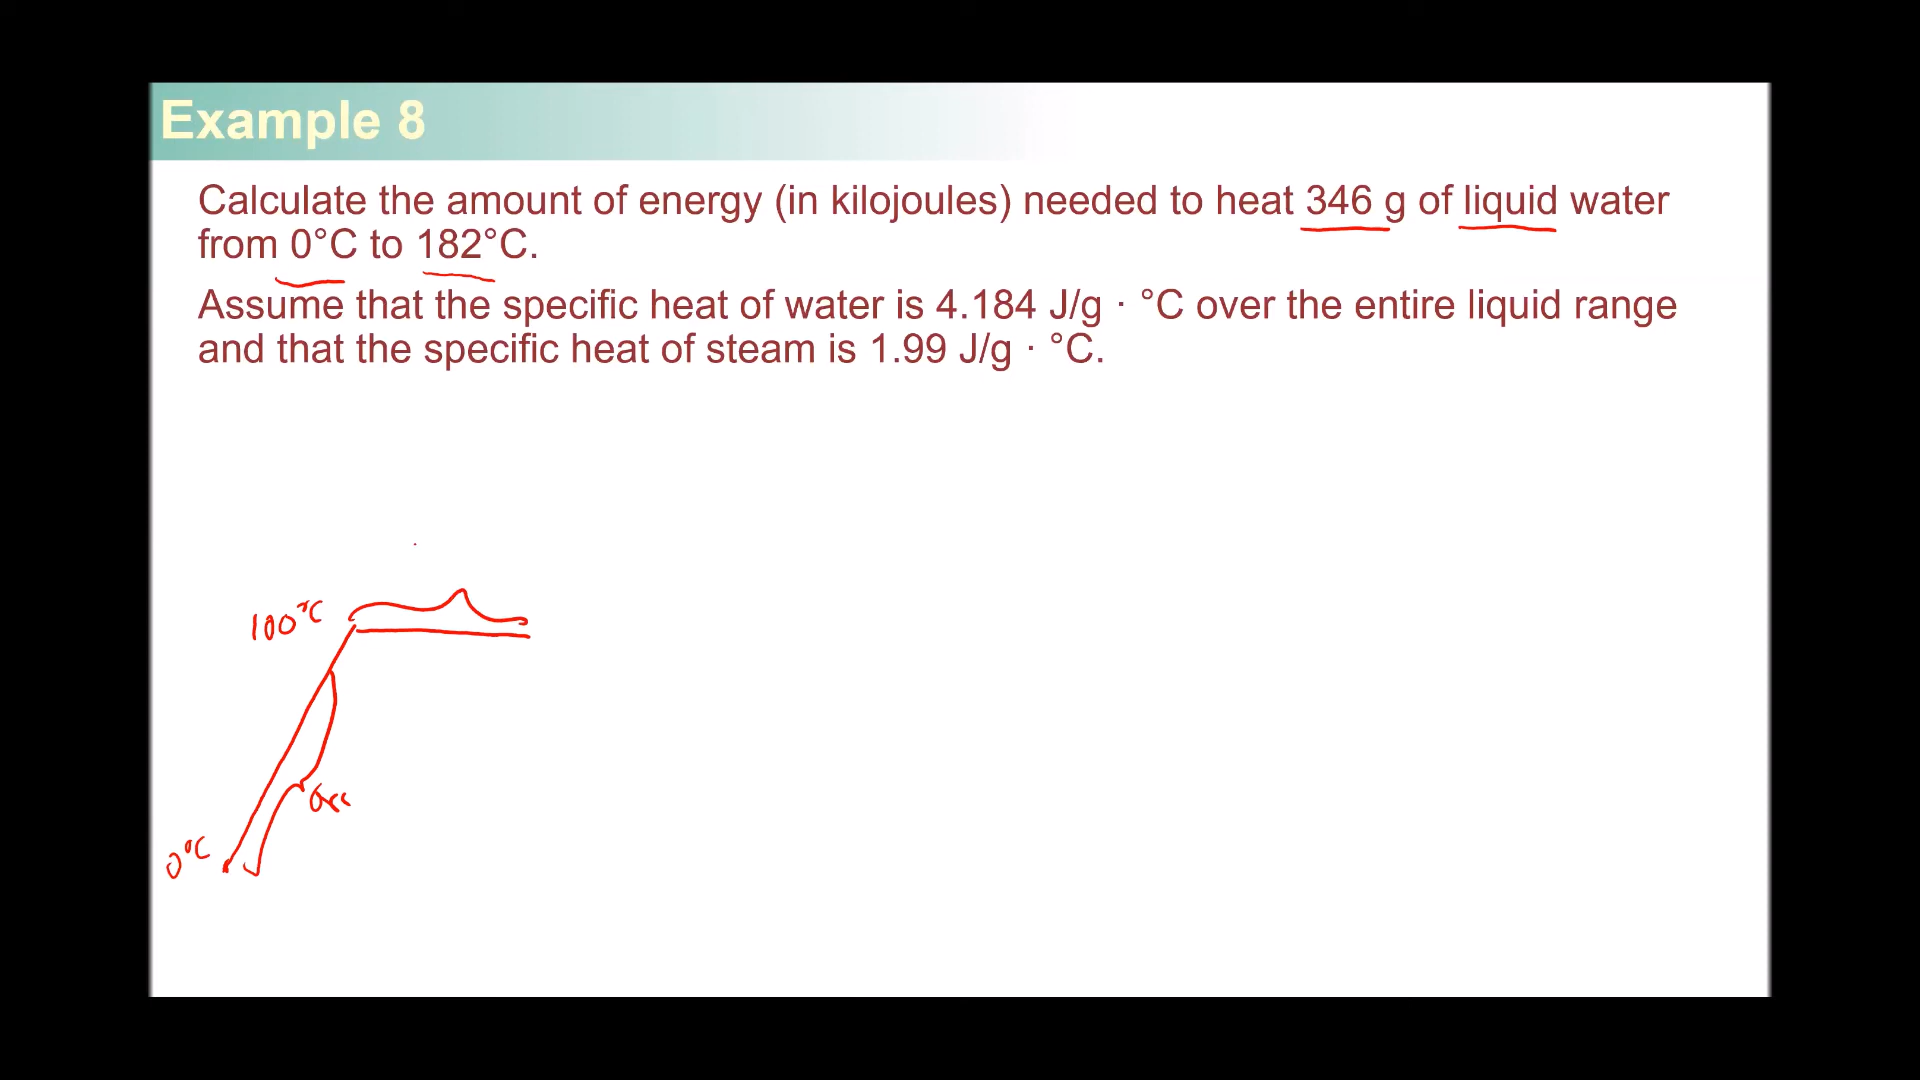 Example 8
Calculate the amount of energy (in kilojoules) needed to heat 346 g of liquid water
from 0°C to 182°C.
Assume that the specific heat of water is 4.184 J/g · °C over the entire liquid range
and that the specific heat of steam is 1.99 J/g · °C.
100°C
0°C